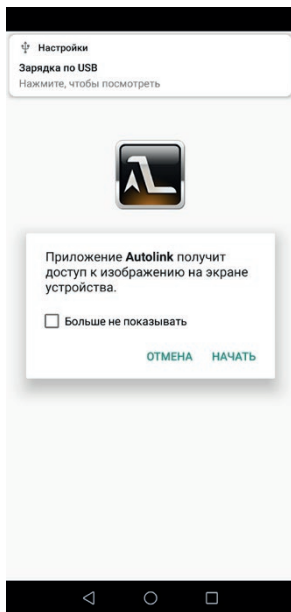 Настройки
Зарядка по USB
Нажмите, чтобы посмотреть
Приложение Autolink получит
доступ к изображению на экране
устройства.
Больше не показывать
ОТМЕНА НАЧАТЬ